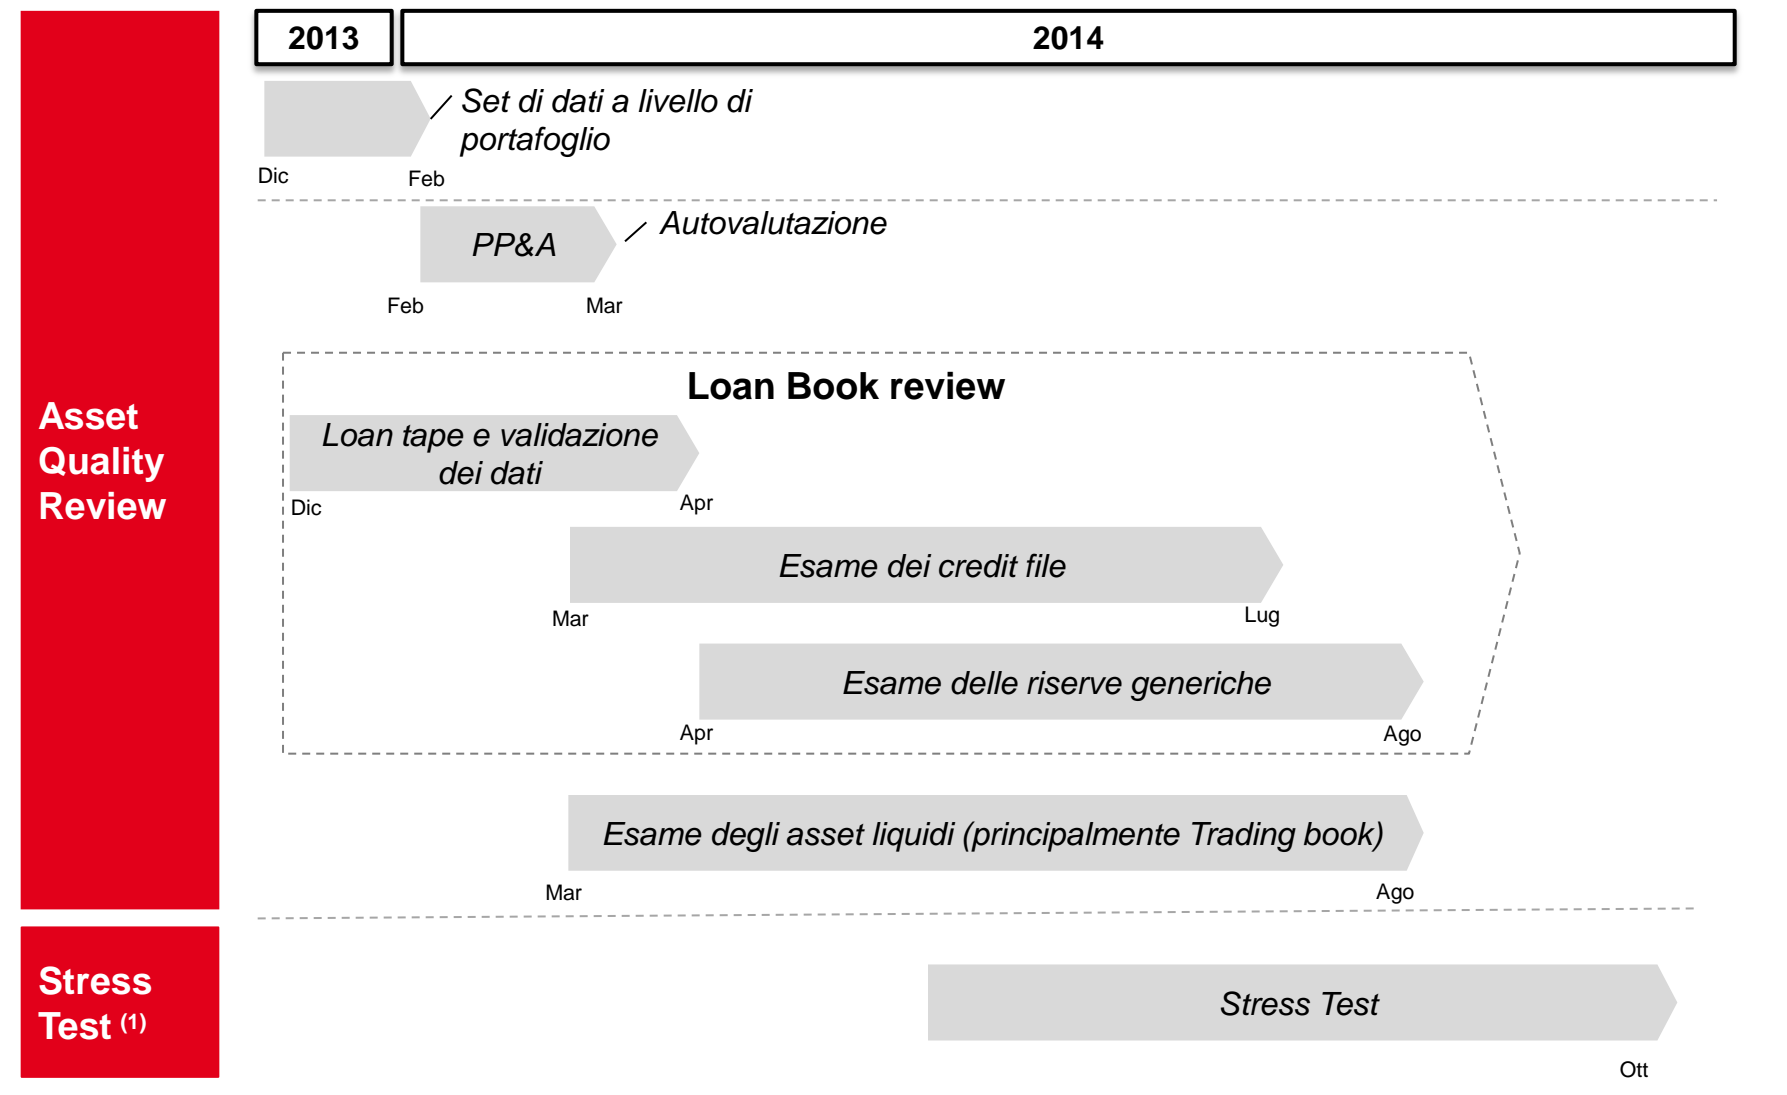 2013
2014
Set di dati a livello di
portafoglio
Dic
Feb
PP&A
Autovalutazione
Feb
Mar
Asset
Quality
Review
Loan Book review
Loan tape e validazione
dei dati
Dic
Apr
Esame dei credit file
Mar
Lug
Esame delle riserve generiche
Apr
Ago
Esame degli asset liquidi (principalmente Trading book)
Mar
Ago
Stress
Test (1)
Stress Test
Ott